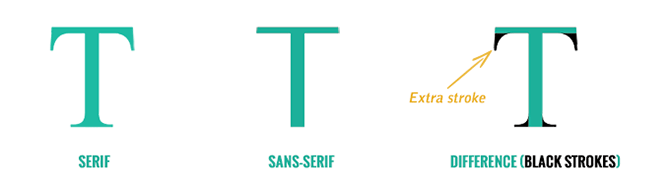 T
T
T
Extra stroke
SERIF
SANS-SERIF
DIFFERENCE (BLACK STROKES)